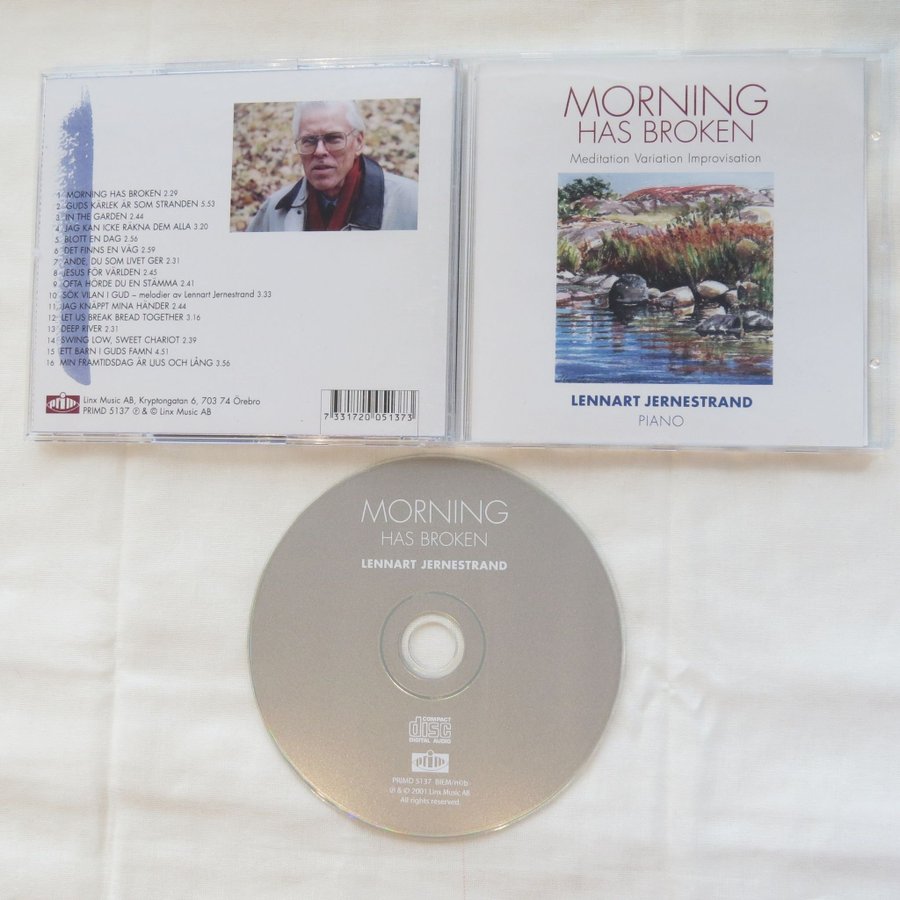 1 MORNING HAS BROKEN 2.29
2 GUDS KÄRLEK ÄR SOM STRANDEN 5.53
3 IN THE GARDEN 2.44
4 JAG KAN ICKE RÄKNA DEM ALLA 3.20
5 BLOTT EN DAG 2.56
6 DET FINNS EN VÄG 2.59
7 ANDE, DU SOM LIVET GER 2.31
8 JESUS FÖR VÄRLDEN 2.45
9 OFTA HÖRDE DU EN STÄMMA 2.41
10 SÖK VILAN I GUD – melodier av Lennart Jernestrand 3.33
11 JAG KNÄPPT MINA HÄNDER 2.44
12 LET US BREAK BREAD TOGETHER 3.16
13 DEEP RIVER 2.31
14 SWING LOW, SWEET CHARIOT 2.39
15 ETT BARN I GUDS FAMN 4.51
16 MIN FRAMTIDSDAG ÄR LJUS OCH LÅNG 3.56
prim
Linx Music AB, Kryptongatan 6, 703 74 Örebro
PRIMD 5137 ℗ & © Linx Music AB
7 331720 051373
MORNING
HAS BROKEN
Meditation Variation Improvisation
LENNART JERNESTRAND
PIANO
MORNING
HAS BROKEN
LENNART JERNESTRAND
COMPACT
disc
DIGITAL AUDIO
prim
PRIMD 5137 BIEM/n©b
℗ & © 2001 Linx Music AB
All rights reserved